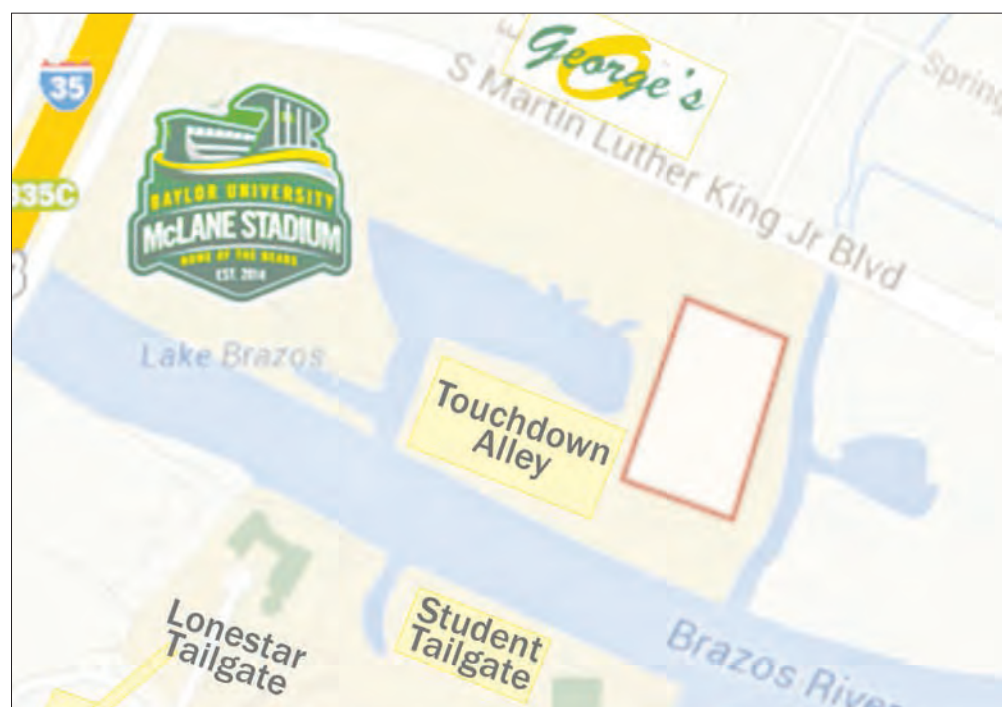 George's
S Martin Luther King Jr Blvd
Spring
35
335C
BAYLOR UNIVERSITY
McLANE STADIUM
HOME OF THE BEARS
EST. 2014
Lake Brazos
Touchdown
Alley
Lonestar
Tailgate
Student
Tailgate
Brazos River